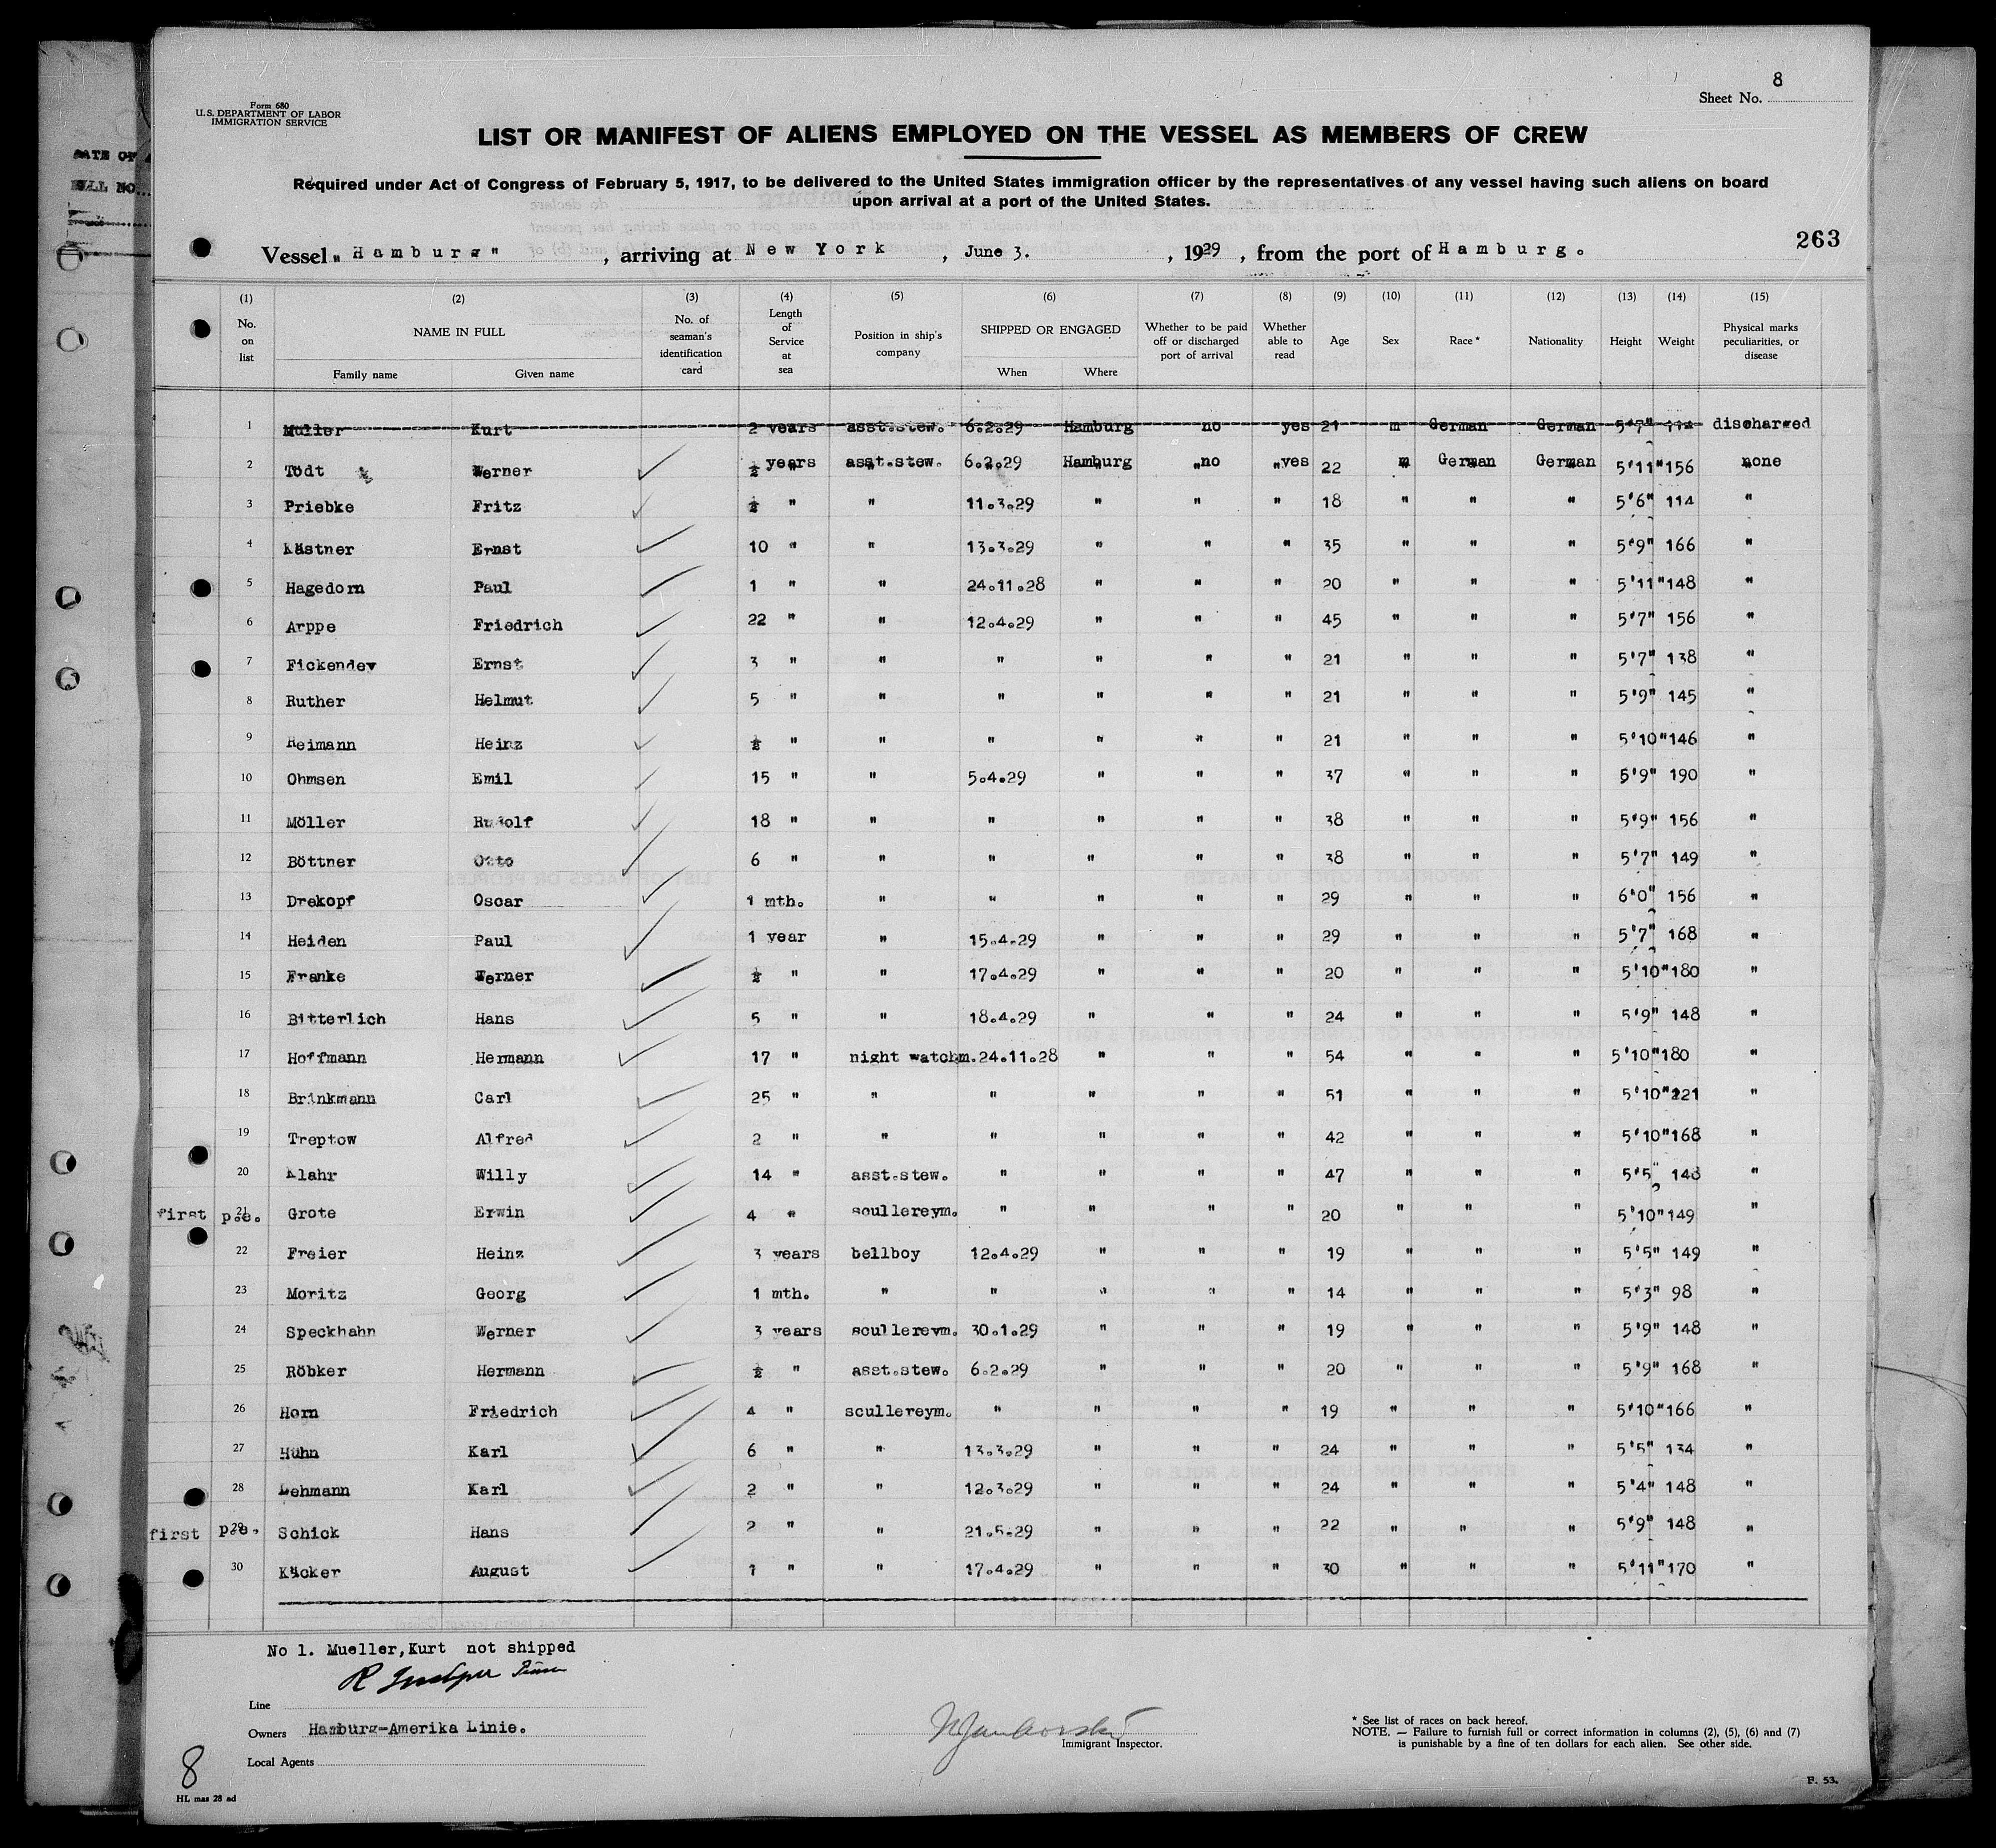 8
Sheet No.
Form 680
U.S. DEPARTMENT OF LABOR
IMMIGRATION SERVICE
LIST OR MANIFEST OF ALIENS EMPLOYED ON THE VESSEL AS MEMBERS OF CREW
Required under Act of Congress of February 5, 1917, to be delivered to the United States immigration officer by the representatives of any vessel having such aliens on board
upon arrival at a port of the United States.
263
Vessel "Hamburg", arriving at New York, June 3., 1929, from the port of Hamburg.
(1) (2) (3) (4) (5) (6) (7) (8) (9) (10) (11) (12) (13) (14) (15)
No. on list NAME IN FULL Family name Given name No. of seaman's identification card Length of Service at sea Position in ship's company SHIPPED OR ENGAGED When Where Whether to be paid off or discharged port of arrival Whether able to read Age Sex Race * Nationality Height Weight Physical marks peculiarities, or disease
1 Müller Kurt 2 years asst.stew. 6.2.29 Hamburg no yes 21 m German German 5'7" 114 discharged
2 Tödt Werner ½ years asst.stew. 6.2.29 Hamburg no yes 22 m German German 5'11" 156 none
3 Priebke Fritz ½ " " 11.3.29 " " " 18 " " " 5'6" 114 "
4 Kästner Ernst 10 " " 13.3.29 " " " 35 " " " 5'9" 166 "
5 Hagedorn Paul 1 " " 24.11.28 " " " 20 " " " 5'11" 148 "
6 Arppe Friedrich 22 " " 12.4.29 " " " 45 " " " 5'7" 156 "
7 Fickendev Ernst 3 " " " " " " 21 " " " 5'7" 138 "
8 Ruther Helmut 5 " " " " " " 21 " " " 5'9" 145 "
9 Reimann Heinz ½ " " " " " " 21 " " " 5'10" 146 "
10 Ohmsen Emil 15 " " 5.4.29 " " " 37 " " " 5'9" 190 "
11 Möller Rudolf 18 " " " " " " 38 " " " 5'9" 156 "
12 Böttner Otto 6 " " " " " " 38 " " " 5'7" 149 "
13 Drekopf Oscar 1 mth. " " " " " 29 " " " 6'0" 156 "
14 Heiden Paul 1 year " 15.4.29 " " " 29 " " " 5'7" 168 "
15 Franke Werner ½ " " 17.4.29 " " " 20 " " " 5'10" 180 "
16 Bitterlich Hans 5 " " 18.4.29 " " " 24 " " " 5'9" 148 "
17 Hoffmann Hermann 17 " night watchm. 24.11.28 " " " 54 " " " 5'10" 180 "
18 Brinkmann Carl 25 " " " " " " 51 " " " 5'10" 221 "
19 Treptow Alfred 2 " " " " " " 42 " " " 5'10" 168 "
20 Klahr Willy 14 " asst.stew. " " " " 47 " " " 5'5" 148 "
first p.e. 21 Grote Erwin 4 " scullereym. " " " " 20 " " " 5'10" 149 "
22 Freier Heinz 3 years bellboy 12.4.29 " " " 19 " " " 5'5" 149 "
23 Moritz Georg 1 mth. " " " " " 14 " " " 5'3" 98 "
24 Speckhahn Werner 3 years scullereym. 30.1.29 " " " 19 " " " 5'9" 148 "
25 Röbker Hermann ½ " asst.stew. 6.2.29 " " " 20 " " " 5'9" 168 "
26 Horn Friedrich 4 " scullereym. " " " " 19 " " " 5'10" 166 "
27 Huhn Karl 6 " " 13.3.29 " " " 24 " " " 5'5" 134 "
28 Lehmann Karl 2 " " 12.3.29 " " " 24 " " " 5'4" 148 "
first p.e. 29 Schick Hans 2 " " 21.5.29 " " " 22 " " " 5'9" 148 "
30 Käcker August 1 " " 17.4.29 " " " 30 " " " 5'11" 170 "
No 1. Mueller,Kurt not shipped
Line
Owners Hamburg-Amerika Linie.
Local Agents
Immigrant Inspector.
* See list of races on back hereof.
NOTE. — Failure to furnish full or correct information in columns (2), (5), (6) and (7)
is punishable by a fine of ten dollars for each alien. See other side.
8
HL mas 28 ad
F. 53.